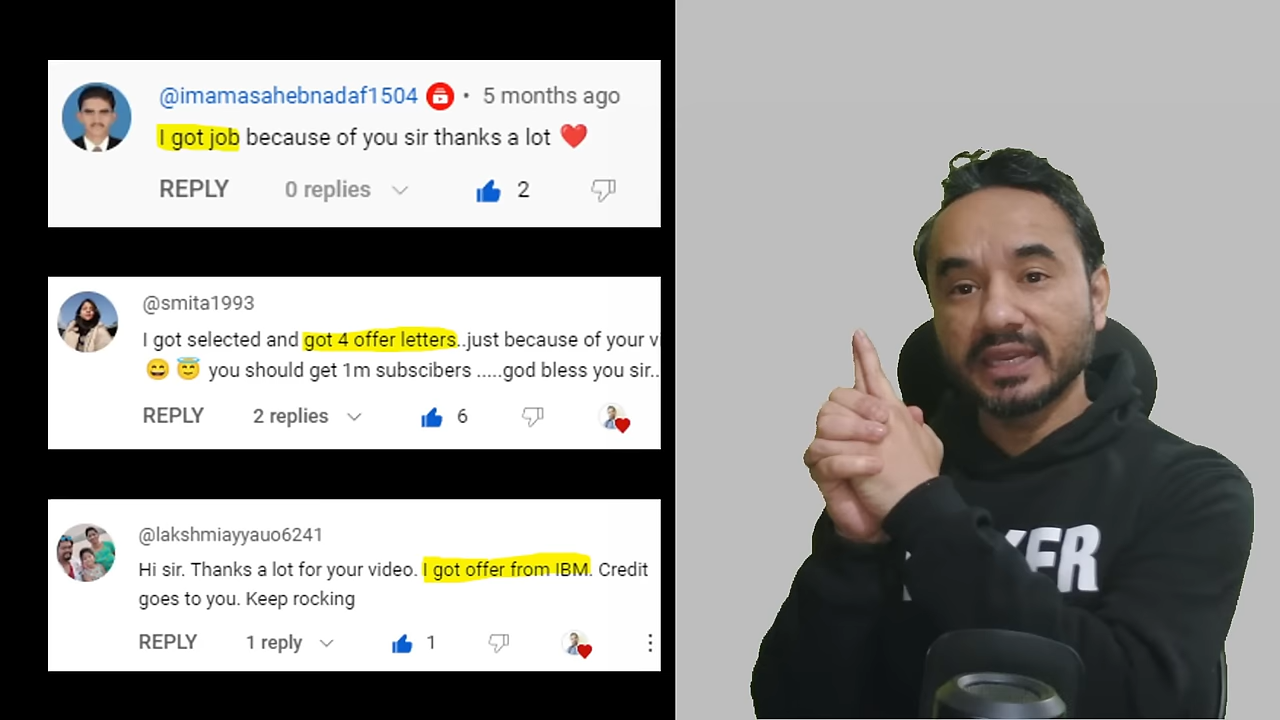 @imamasahebnadaf1504 • 5 months ago
I got job because of you sir thanks a lot ❤️
REPLY 0 replies 2
@smita1993
I got selected and got 4 offer letters..just because of your
😄 😇 you should get 1m subscibers .....god bless you sir..
REPLY 2 replies 6
@lakshmiayyauo6241
Hi sir. Thanks a lot for your video. I got offer from IBM. Credit
goes to you. Keep rocking
REPLY 1 reply 1